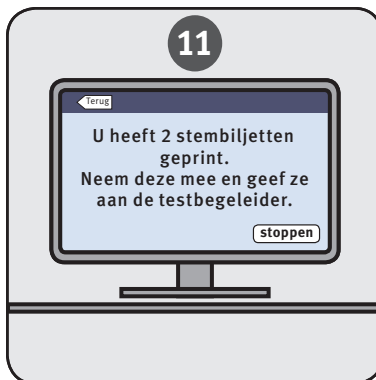 11
Terug
U heeft 2 stembiljetten
geprint.
Neem deze mee en geef ze
aan de testbegeleider.
stoppen